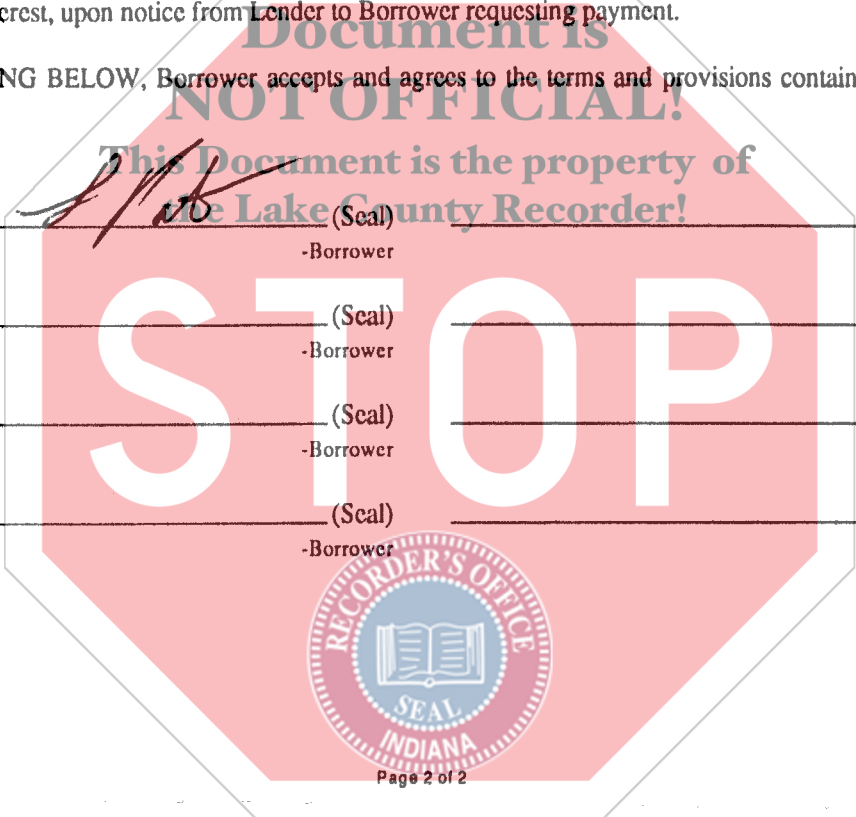 erest, upon notice from Lender to Borrower requesting payment.
Document is
NG BELOW, Borrower accepts and agrees to the terms and provisions contain
NOT OFFICIAL!
This Document is the property of
the Lake County Recorder!
(Seal)
-Borrower
(Seal)
-Borrower
(Seal)
-Borrower
(Seal)
-Borrower
STOP
RECORDER'S OFFICE
SEAL
INDIANA
Page 2 of 2